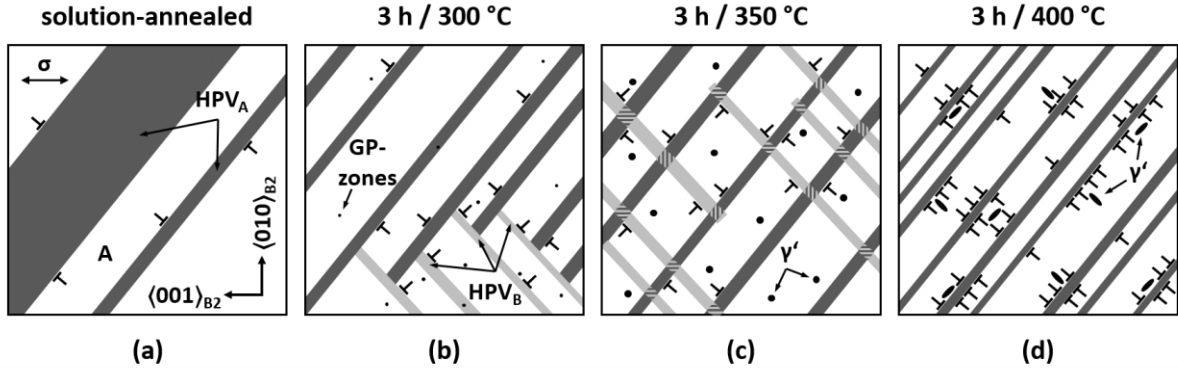 solution-annealed
3 h / 300 °C
3 h / 350 °C
3 h / 400 °C
σ
HPV_A
A
⟨010⟩_B2
⟨001⟩_B2
GP-
zones
HPV_B
γ‘
γ‘
(a)
(b)
(c)
(d)